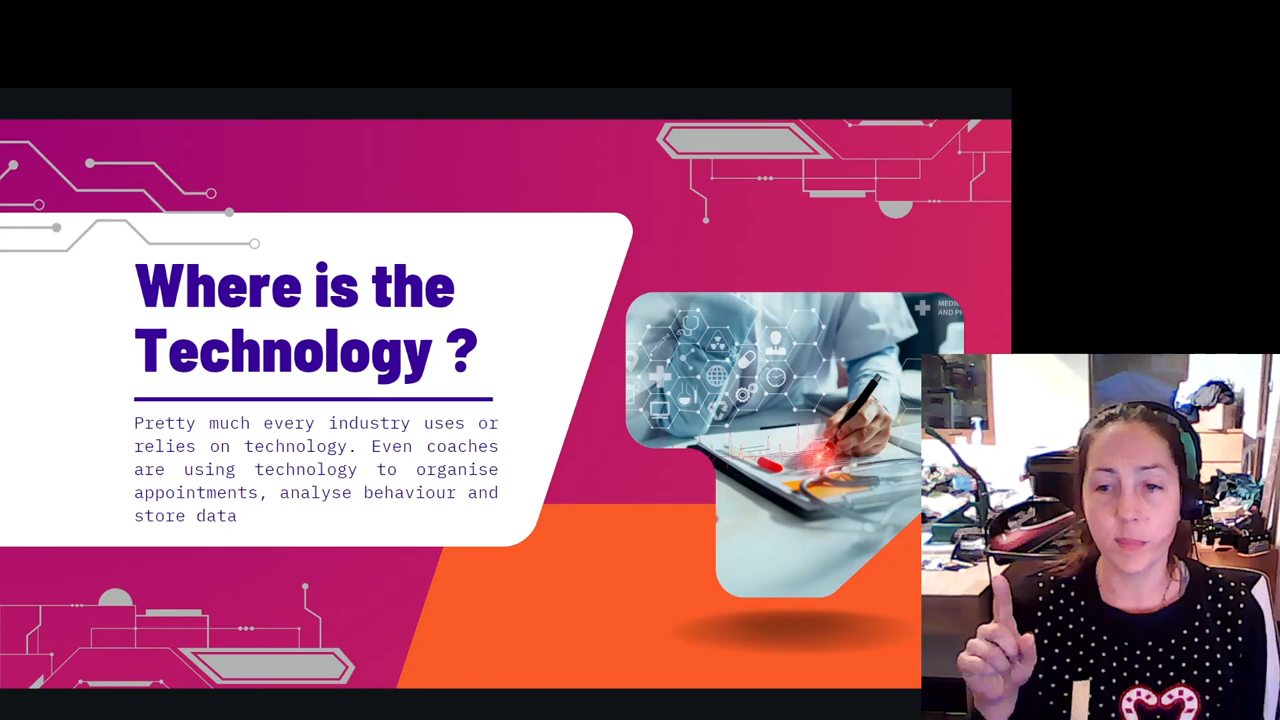 Where is the
Technology ?
Pretty much every industry uses or
relies on technology. Even coaches
are using technology to organise
appointments, analyse behaviour and
store data
AND